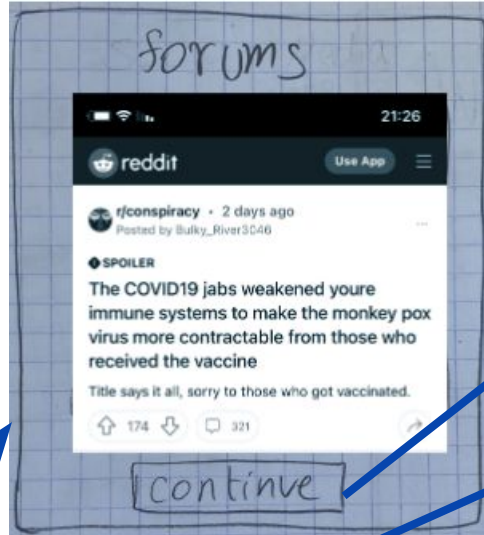 forums
21:26
reddit
Use App
r/conspiracy • 2 days ago
Posted by Bulky_River3046
SPOILER
The COVID19 jabs weakened youre
immune systems to make the monkey pox
virus more contractable from those who
received the vaccine
Title says it all, sorry to those who got vaccinated.
174
321
continue